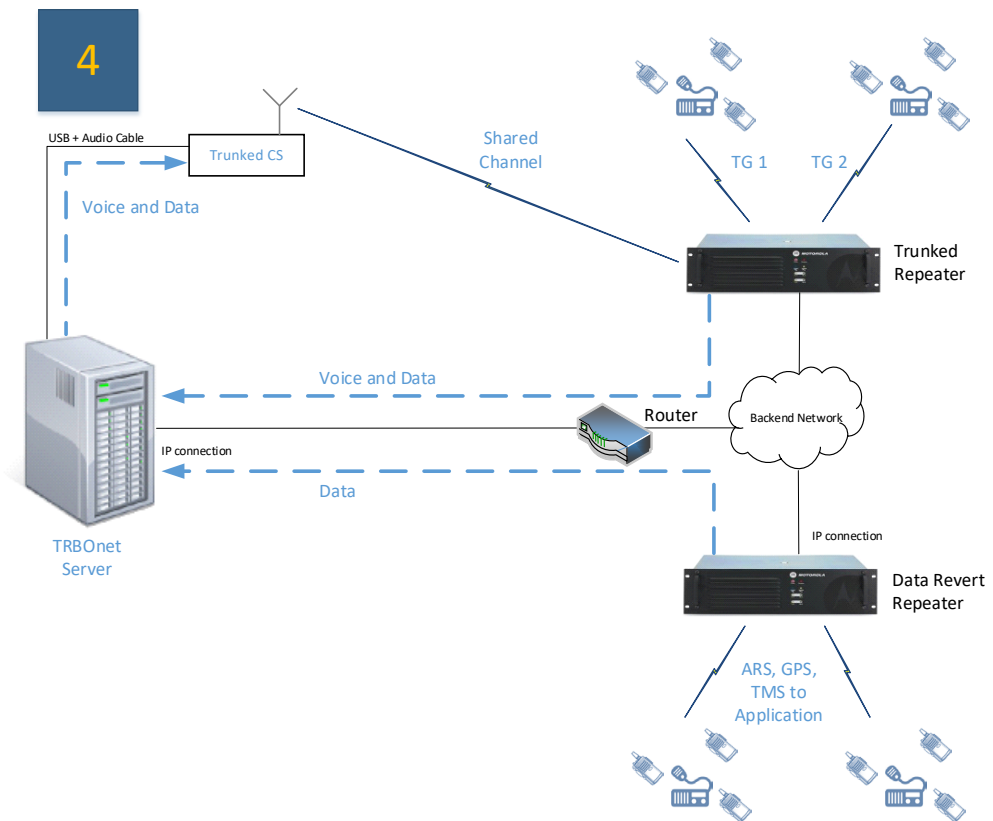 4
USB + Audio Cable
Trunked CS
Voice and Data
Shared
Channel
TG 1
TG 2
MOTOROLA
Trunked
Repeater
Voice and Data
Router
Backend Network
IP connection
Data
TRBOnet
Server
IP connection
MOTOROLA
Data Revert
Repeater
ARS, GPS,
TMS to
Application